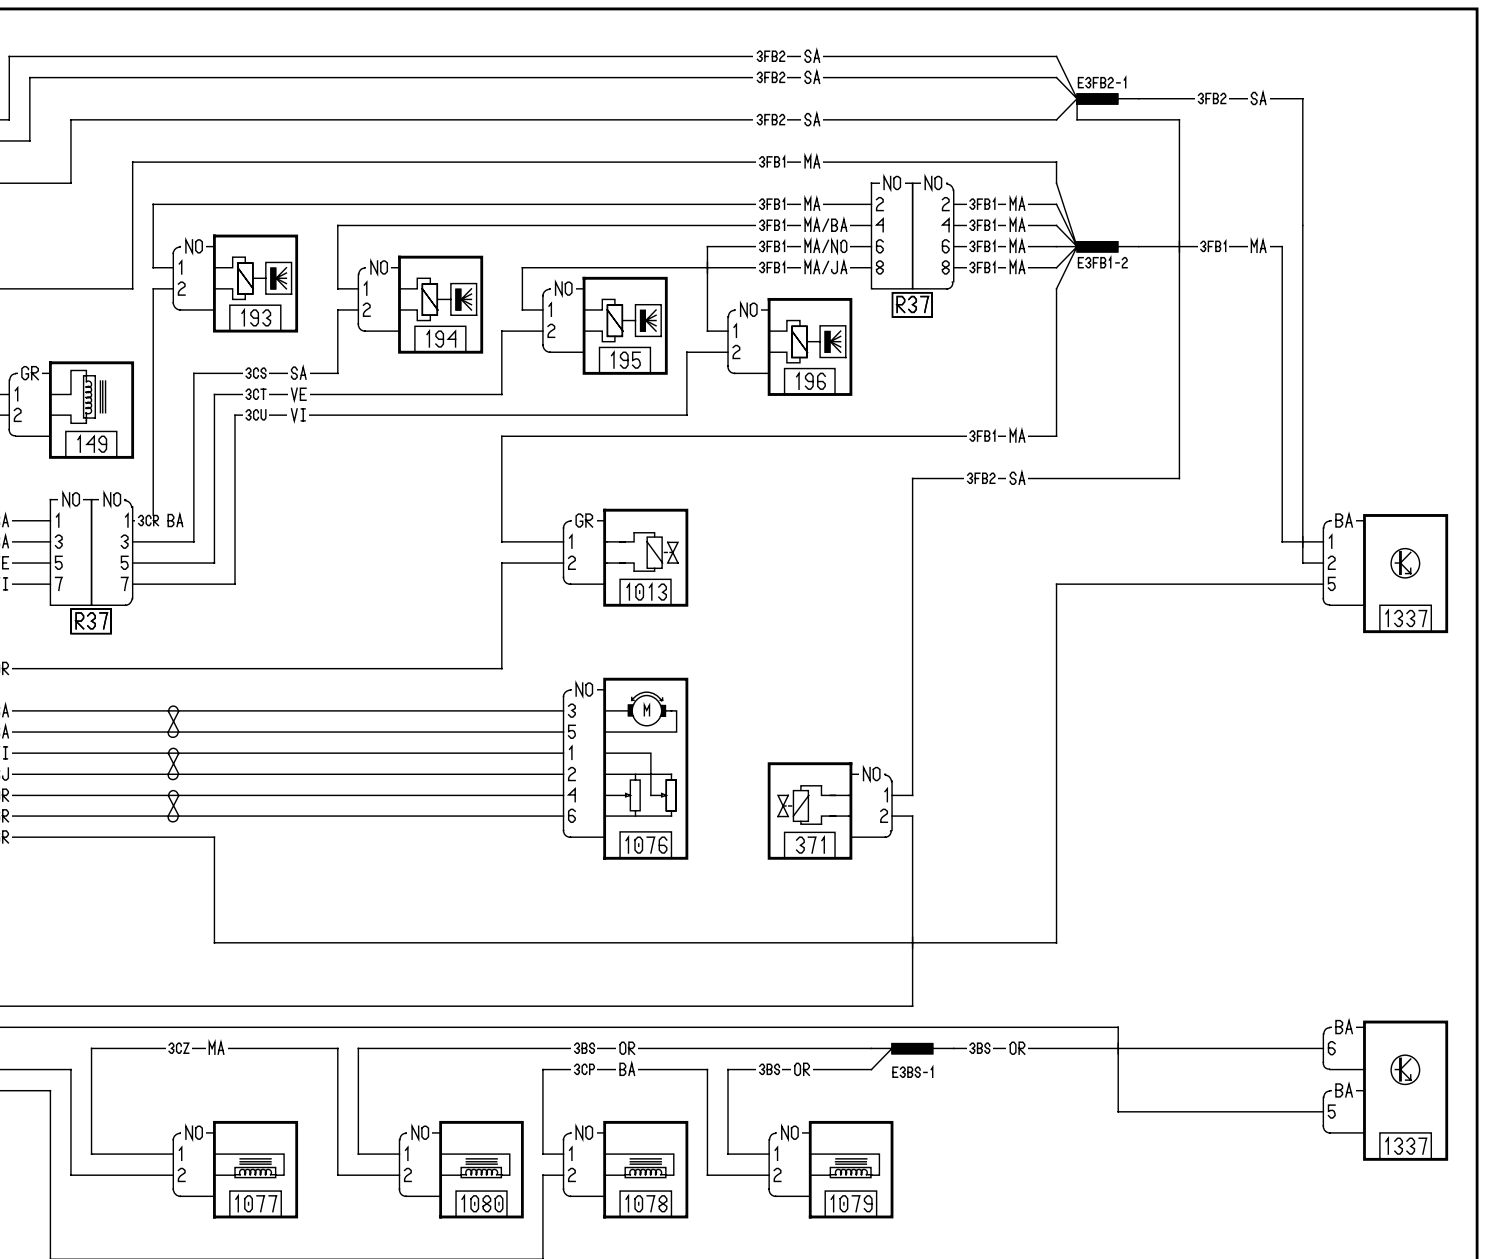 3FB2 SA
3FB2 SA
E3FB2-1
3FB2 SA
3FB2 SA
3FB1 MA
NO NO
3FB1 MA 2 2 3FB1 MA
3FB1 MA/BA 4 4 3FB1 MA
3FB1 MA/NO 6 6 3FB1 MA
3FB1 MA
3FB1 MA/JA 8 8 3FB1 MA
E3FB1-2
R37
NO
1
2
193
NO
1
2
194
NO
1
2
195
NO
1
2
196
3CS SA
3CT VE
3CU VI
GR
1
2
149
3FB1 MA
3FB2 SA
NO NO
A 1 1 3CR BA
A 3 3
E 5 5
I 7 7
R37
GR
1
2
1013
BA
1
2
5
1337
R
NO
A 3
A 5
I 1
J 2
R 4
R 6
R
M
1076
NO
1
2
371
BA
3CZ MA
3BS OR
3BS OR
6
3CP BA
3BS OR
E3BS-1
BA
5
1337
NO
1
2
1077
NO
1
2
1080
NO
1
2
1078
NO
1
2
1079